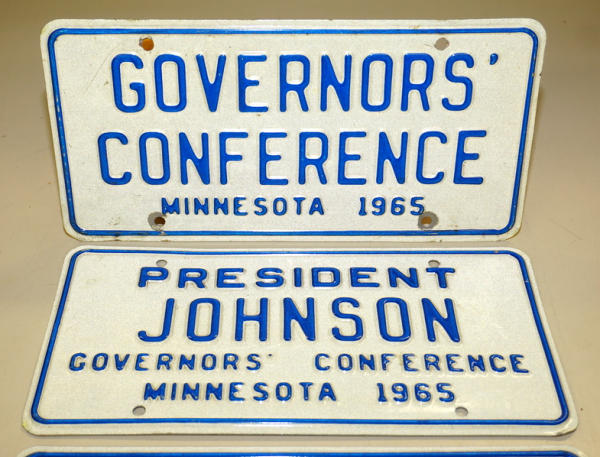 GOVERNORS'
CONFERENCE
MINNESOTA 1965
PRESIDENT
JOHNSON
GOVERNORS' CONFERENCE
MINNESOTA 1965